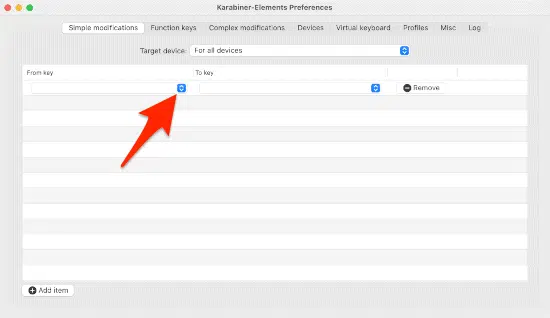 Karabiner-Elements Preferences
Simple modifications Function keys Complex modifications Devices Virtual keyboard Profiles Misc Log
Target device: For all devices
From key To key
Remove
Add item